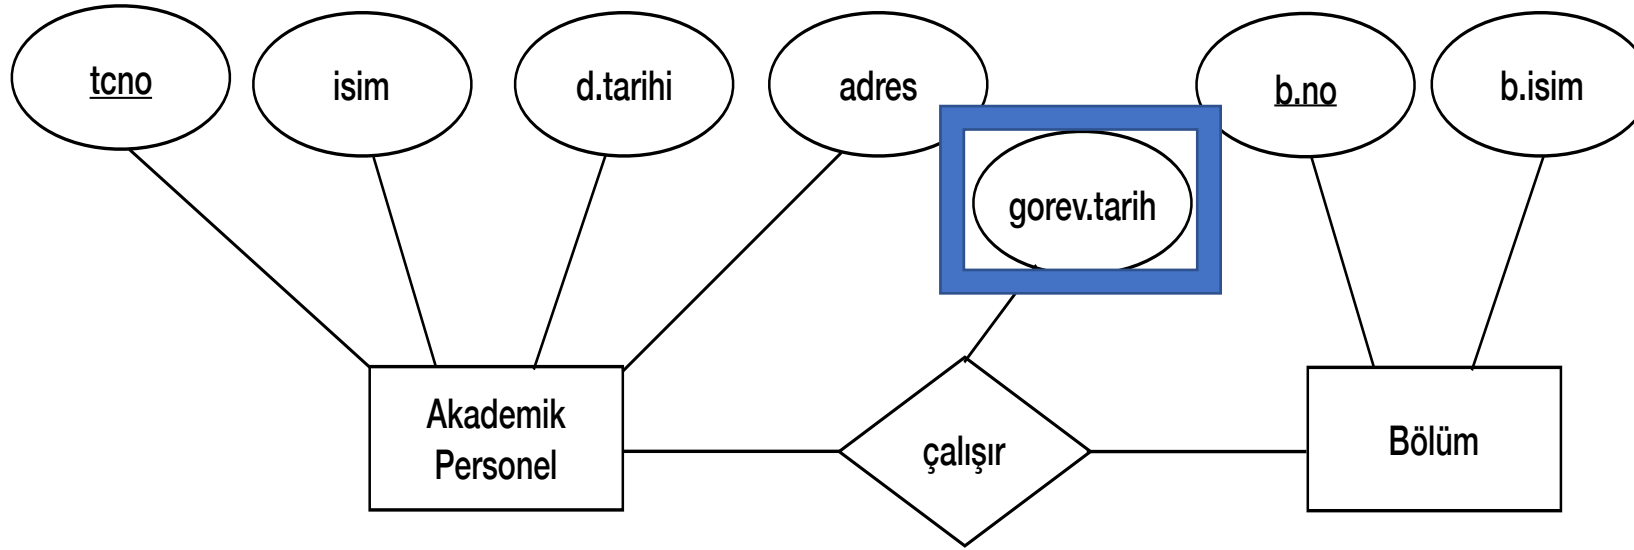 tcno
isim
d.tarihi
adres
b.no
b.isim
gorev.tarih
Akademik
Personel
çalışır
Bölüm